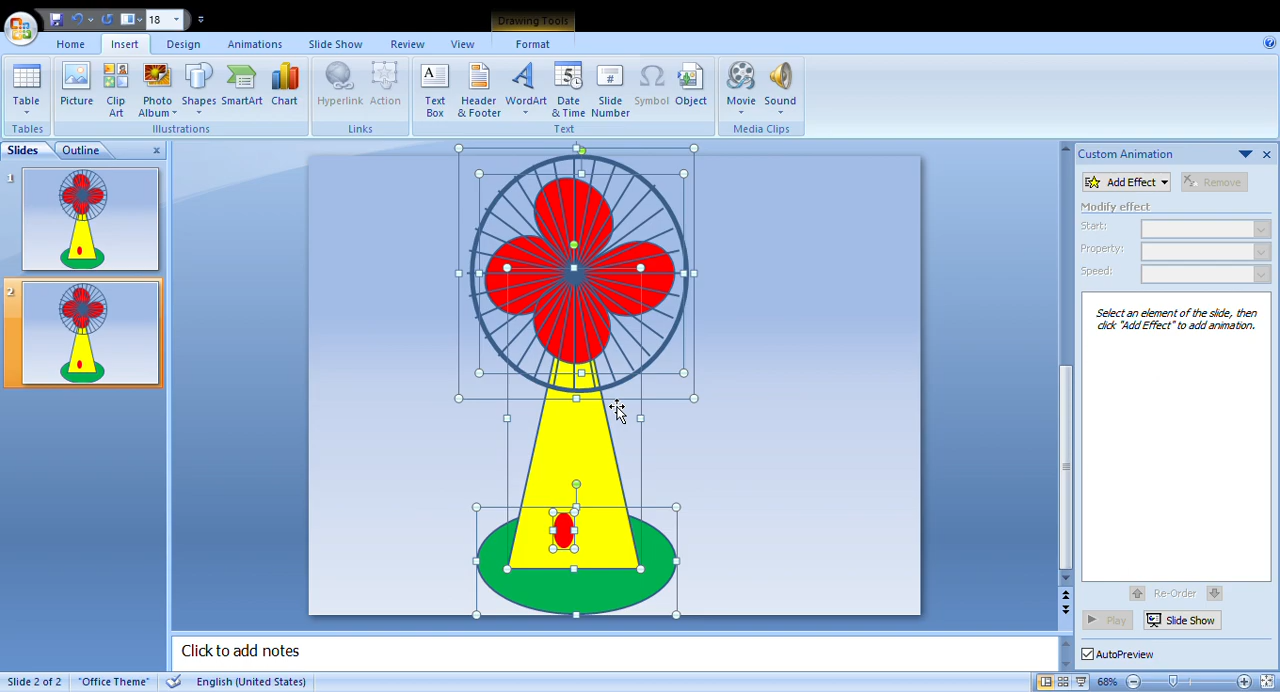 18
Drawing Tools
Home Insert Design Animations Slide Show Review View Format
Table Picture Clip Art Photo Album Shapes SmartArt Chart Hyperlink Action Text Box Header & Footer WordArt Date & Time Slide Number Symbol Object Movie Sound
Tables Illustrations Links Text Media Clips
Slides Outline
1
2
Custom Animation
Add Effect Remove
Modify effect
Start:
Property:
Speed:
Select an element of the slide, then
click "Add Effect" to add animation.
Re-Order
Play Slide Show
AutoPreview
Click to add notes
Slide 2 of 2 "Office Theme" English (United States) 68%